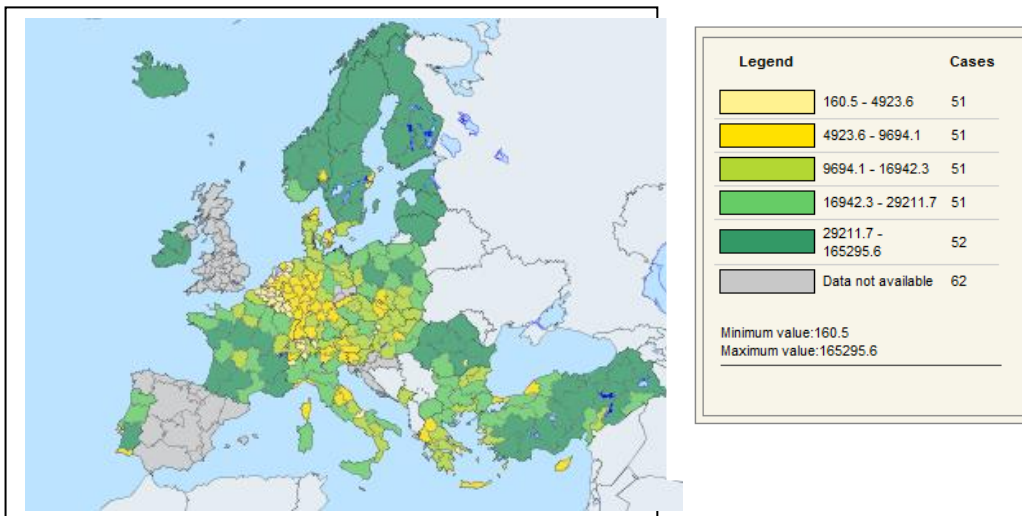 Legend Cases
160.5 - 4923.6 51
4923.6 - 9694.1 51
9694.1 - 16942.3 51
16942.3 - 29211.7 51
29211.7 -
165295.6 52
Data not available 62
Minimum value:160.5
Maximum value:165295.6